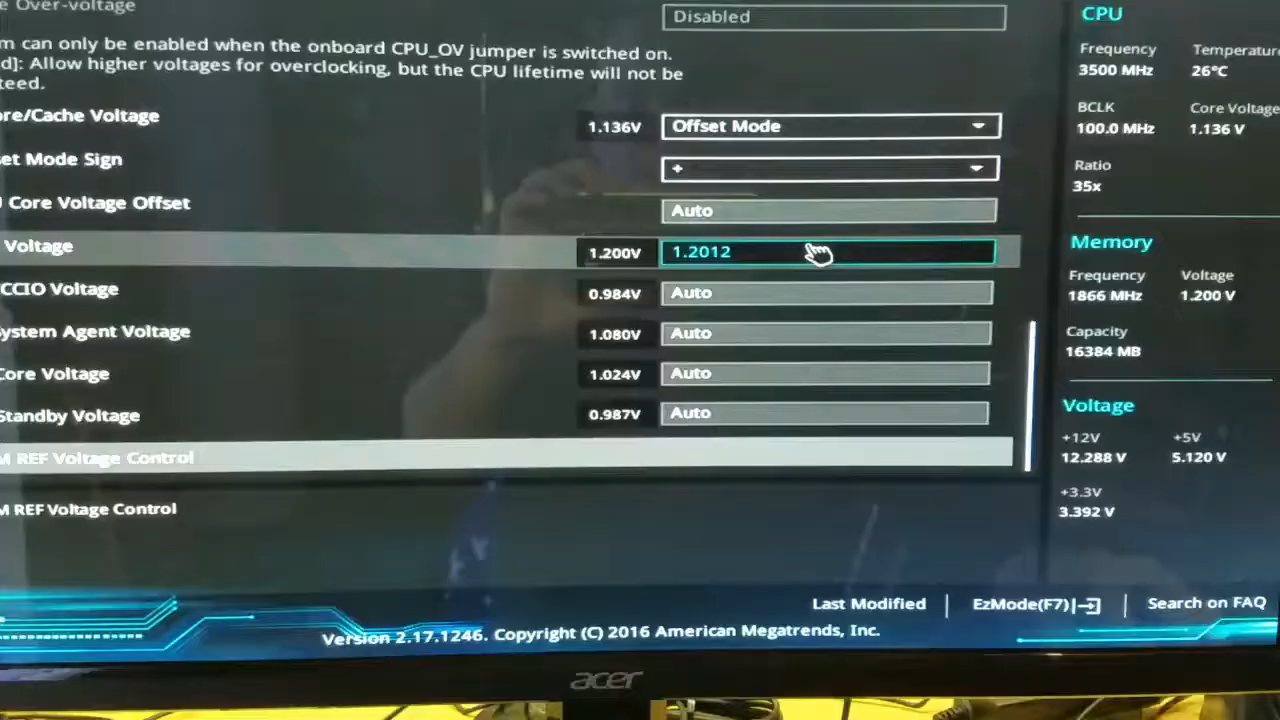 e Over-voltage
Disabled
m can only be enabled when the onboard CPU_OV jumper is switched on.
d]: Allow higher voltages for overclocking, but the CPU lifetime will not be
teed.
ore/Cache Voltage 1.136V Offset Mode
et Mode Sign +
Core Voltage Offset Auto
Voltage 1.200V 1.2012
CCIO Voltage 0.984V Auto
ystem Agent Voltage 1.080V Auto
Core Voltage 1.024V Auto
Standby Voltage 0.987V Auto
M REF Voltage Control
M REF Voltage Control
CPU
Frequency Temperature
3500 MHz 26°C
BCLK Core Voltage
100.0 MHz 1.136 V
Ratio
35x
Memory
Frequency Voltage
1866 MHz 1.200 V
Capacity
16384 MB
Voltage
+12V +5V
12.288 V 5.120 V
+3.3V
3.392 V
Last Modified | EzMode(F7) | Search on FAQ
Version 2.17.1246. Copyright (C) 2016 American Megatrends, Inc.
acer